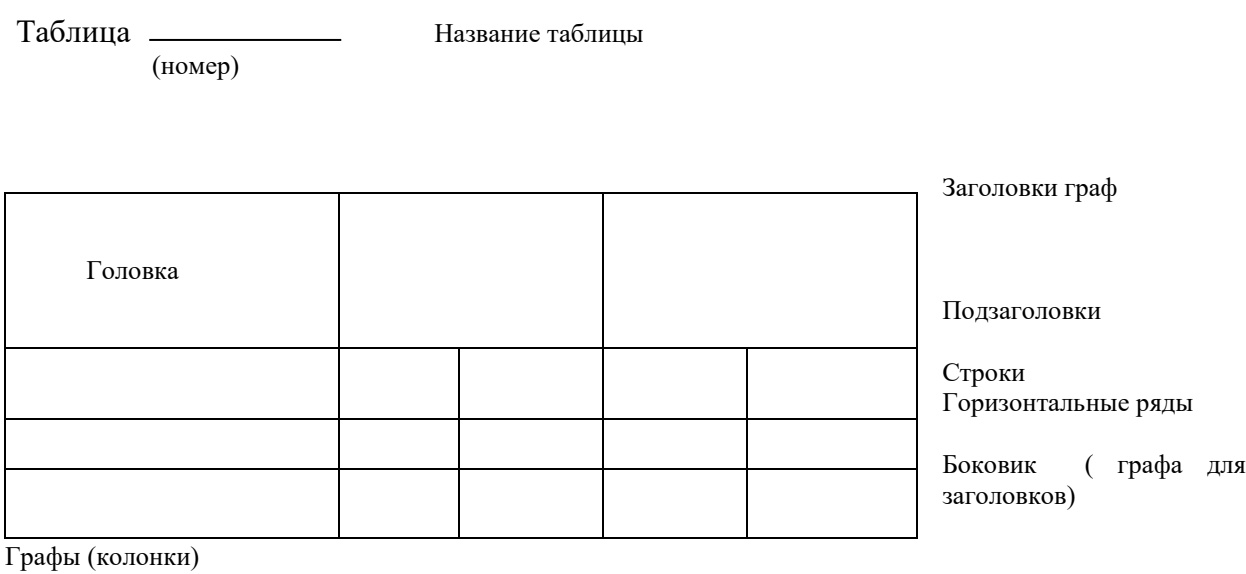 Таблица Название таблицы
(номер)
Заголовки граф
Головка
Подзаголовки
Строки
Горизонтальные ряды
Боковик ( графа для
заголовков)
Графы (колонки)